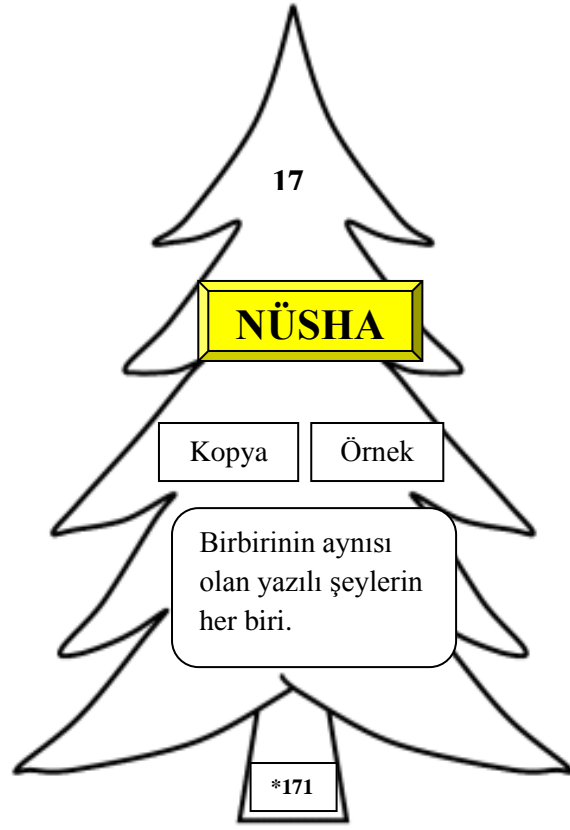 17
NÜSHA
Kopya Örnek
Birbirinin aynısı
olan yazılı şeylerin
her biri.
*171